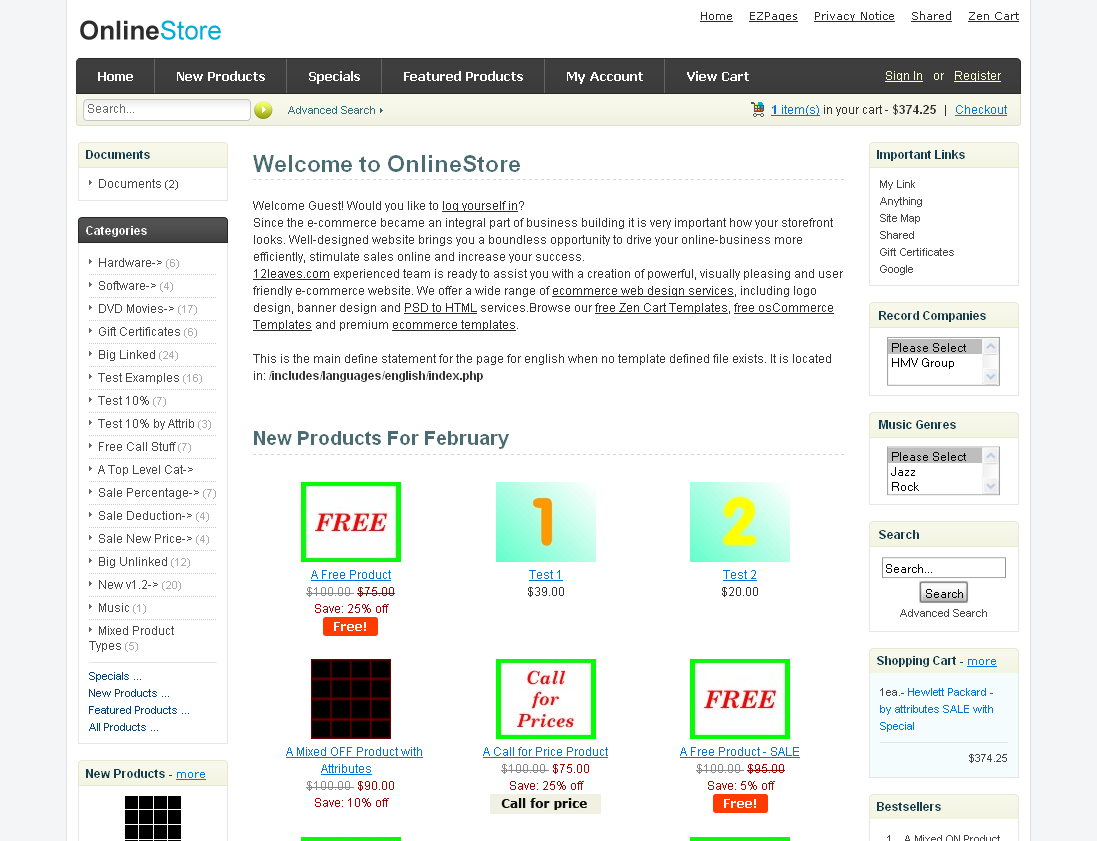 OnlineStore
Home EZPages Privacy Notice Shared Zen Cart
Home New Products Specials Featured Products My Account View Cart Sign In or Register
Search... Advanced Search 1 item(s) in your cart - $374.25 | Checkout
Documents
Documents (2)
Categories
Hardware-> (6)
Software-> (4)
DVD Movies-> (17)
Gift Certificates (6)
Big Linked (24)
Test Examples (16)
Test 10% (7)
Test 10% by Attrib (3)
Free Call Stuff (7)
A Top Level Cat->
Sale Percentage-> (7)
Sale Deduction-> (4)
Sale New Price-> (4)
Big Unlinked (12)
New v1.2-> (20)
Music (1)
Mixed Product
Types (5)
Specials ...
New Products ...
Featured Products ...
All Products ...
New Products - more
Welcome to OnlineStore
Welcome Guest! Would you like to log yourself in?
Since the e-commerce became an integral part of business building it is very important how your storefront
looks. Well-designed website brings you a boundless opportunity to drive your online-business more
efficiently, stimulate sales online and increase your success.
12leaves.com experienced team is ready to assist you with a creation of powerful, visually pleasing and user
friendly e-commerce website. We offer a wide range of ecommerce web design services, including logo
design, banner design and PSD to HTML services.Browse our free Zen Cart Templates, free osCommerce
Templates and premium ecommerce templates.
This is the main define statement for the page for english when no template defined file exists. It is located
in: /includes/languages/english/index.php
New Products For February
FREE
A Free Product
$100.00 $75.00
Save: 25% off
Free!
1
Test 1
$39.00
2
Test 2
$20.00
A Mixed OFF Product with
Attributes
$100.00 $90.00
Save: 10% off
Call
for
Prices
A Call for Price Product
$100.00 $75.00
Save: 25% off
Call for price
FREE
A Free Product - SALE
$100.00 $95.00
Save: 5% off
Free!
Important Links
My Link
Anything
Site Map
Shared
Gift Certificates
Google
Record Companies
Please Select
HMV Group
Music Genres
Please Select
Jazz
Rock
Search
Search...
Search
Advanced Search
Shopping Cart - more
1ea.- Hewlett Packard -
by attributes SALE with
Special
$374.25
Bestsellers
1. A Mixed ON Product